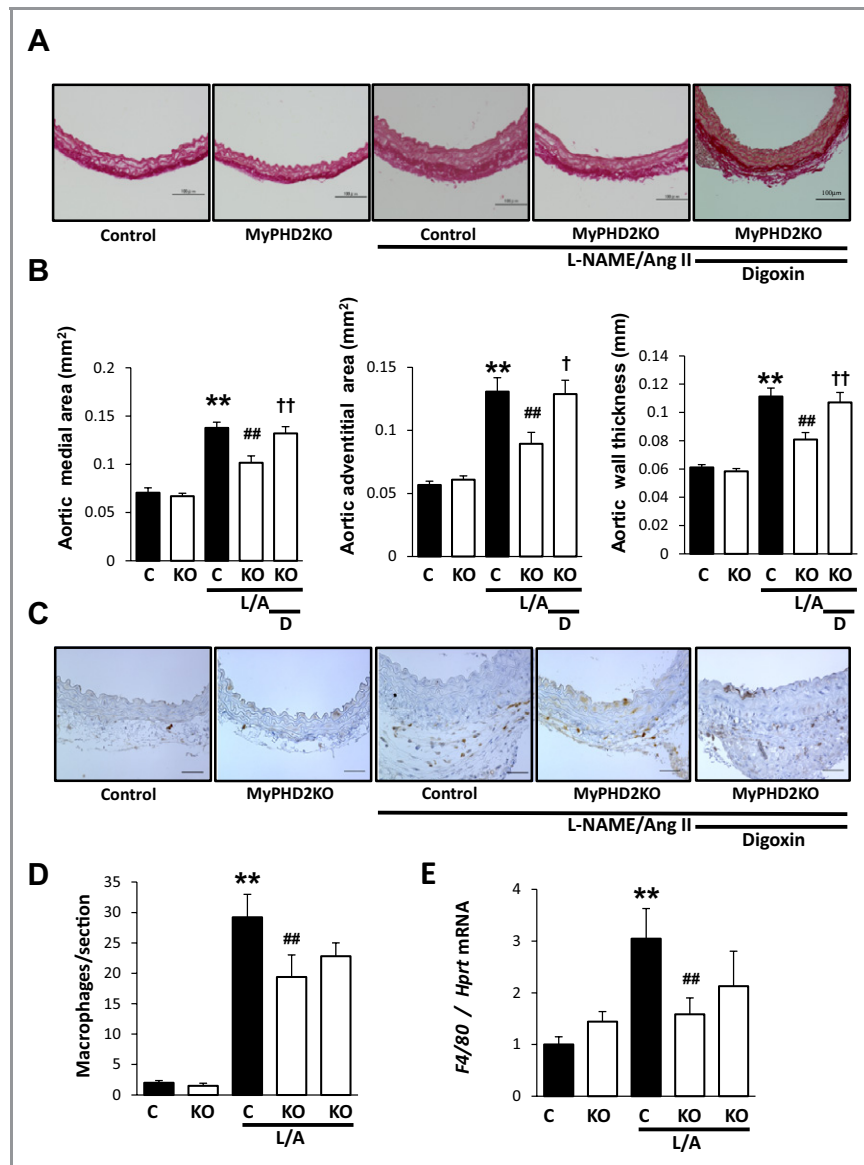 A
100μm
100μm
100μm
100μm
100μm
Control MyPHD2KO Control MyPHD2KO MyPHD2KO
L-NAME/Ang II
Digoxin
B
Aortic medial area (mm²)
0.2
0.15
0.1
0.05
0
**
##
††
C KO C KO KO
L/A
D
Aortic adventitial area (mm²)
0.15
0.1
0.05
0
**
##
†
C KO C KO KO
L/A
D
Aortic wall thickness (mm)
0.14
0.12
0.1
0.08
0.06
0.04
0.02
0
**
##
††
C KO C KO KO
L/A
D
C
Control MyPHD2KO Control MyPHD2KO MyPHD2KO
L-NAME/Ang II
Digoxin
D
Macrophages/section
35
30
25
20
15
10
5
0
**
##
C KO C KO KO
L/A
E
F4/80 / Hprt mRNA
4
3
2
1
0
**
##
C KO C KO KO
L/A